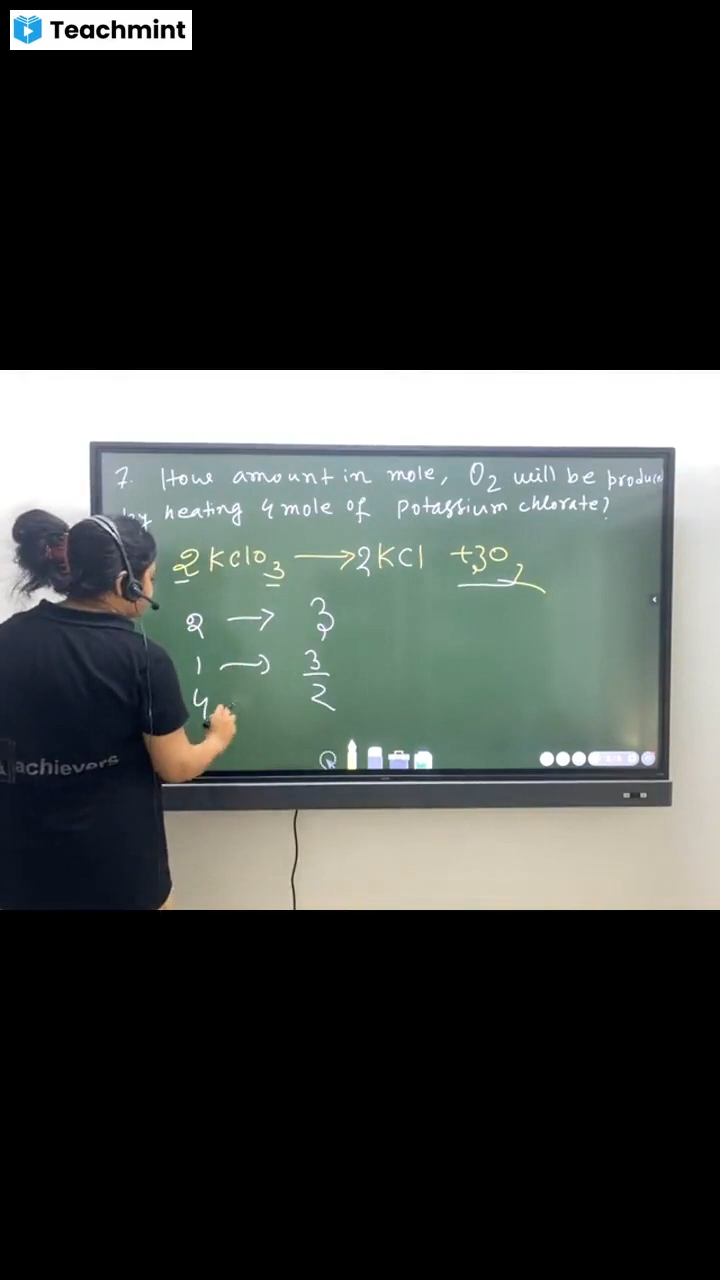 Teachmint
7. How amount in mole, O2 will be produce
by heating 4 mole of potassium chlorate?
2KClO3 ⟶ 2KCl + 3O2
2 ⟶ 3
1 ⟶ 3/2
4
achievers